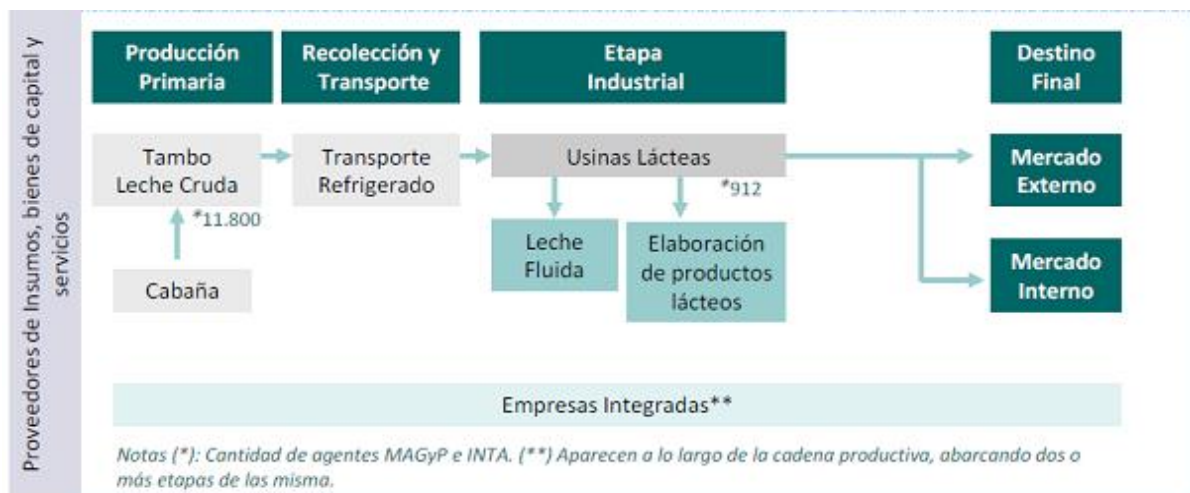 Proveedores de Insumos, bienes de capital y
servicios
Producción
Primaria
Recolección y
Transporte
Etapa
Industrial
Destino
Final
Tambo
Leche Cruda
*11.800
Cabaña
Transporte
Refrigerado
Usinas Lácteas
*912
Leche
Fluida
Elaboración
de productos
lácteos
Mercado
Externo
Mercado
Interno
Empresas Integradas**
Notas (*): Cantidad de agentes MAGyP e INTA. (**) Aparecen a lo largo de la cadena productiva, abarcando dos o
más etapas de las misma.